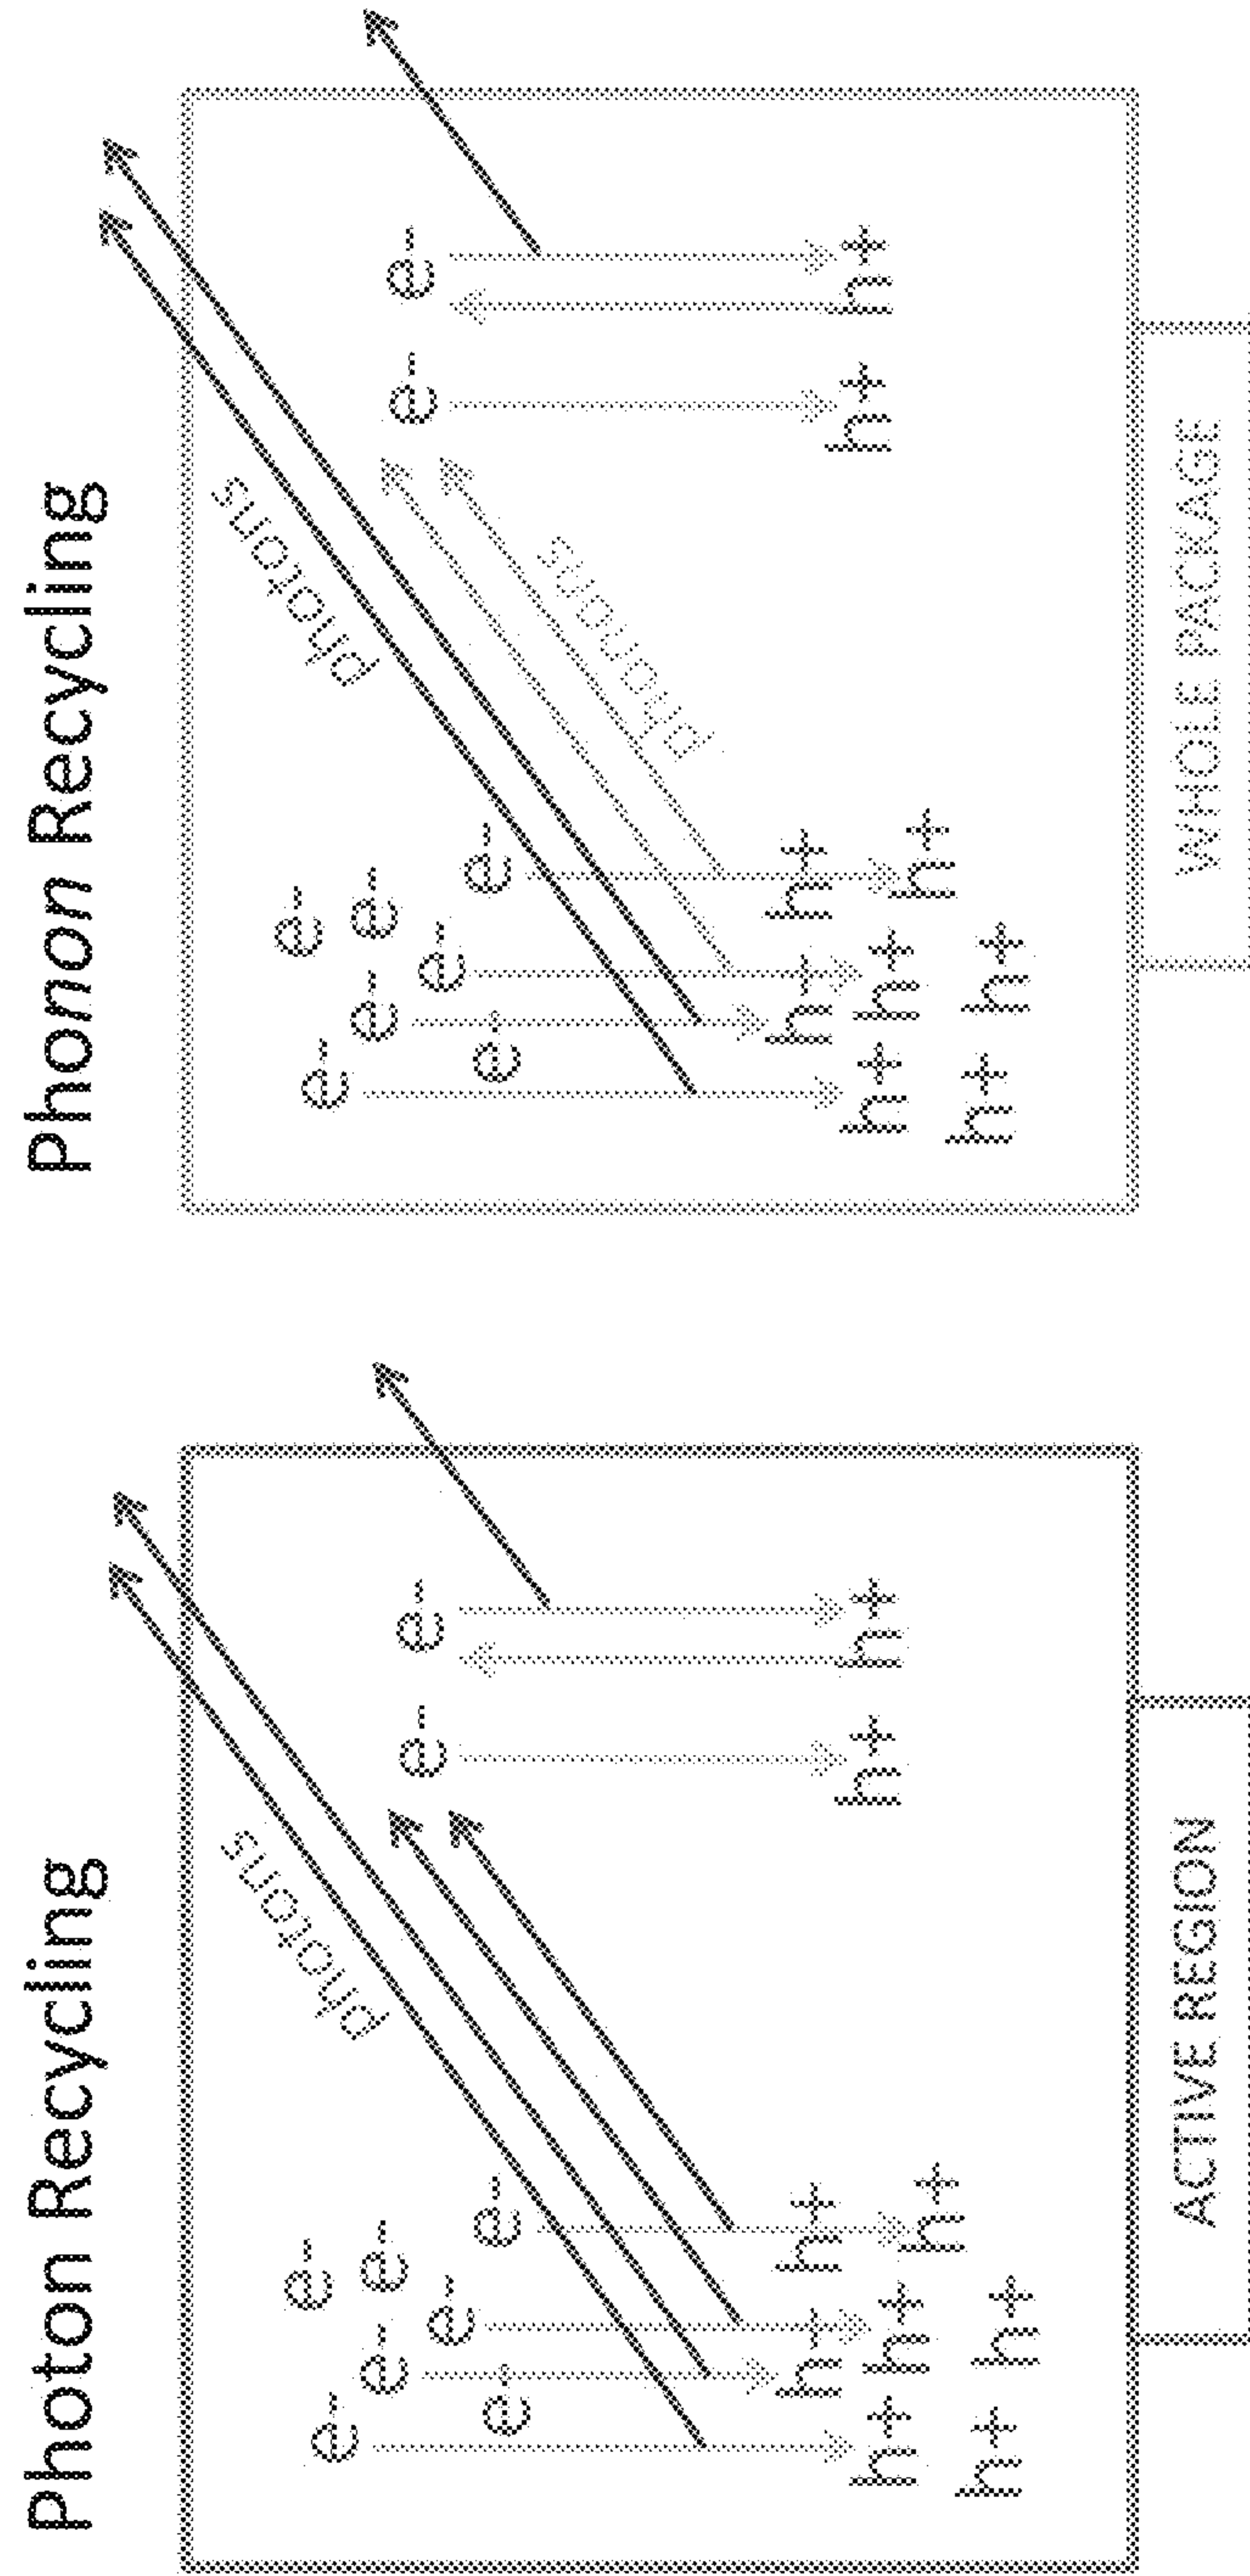 Photon Recycling
photons
e-
e-
e- e-
e- e-
e-
e- e-
h+ h+
h+ h+
h+ h+
h+
h+ h+
ACTIVE REGION
Phonon Recycling
photons
e-
e-
e- e-
e- e-
e-
e- e-
phonons
h+ h+
h+ h+
h+ h+
h+
h+ h+
WHOLE PACKAGE